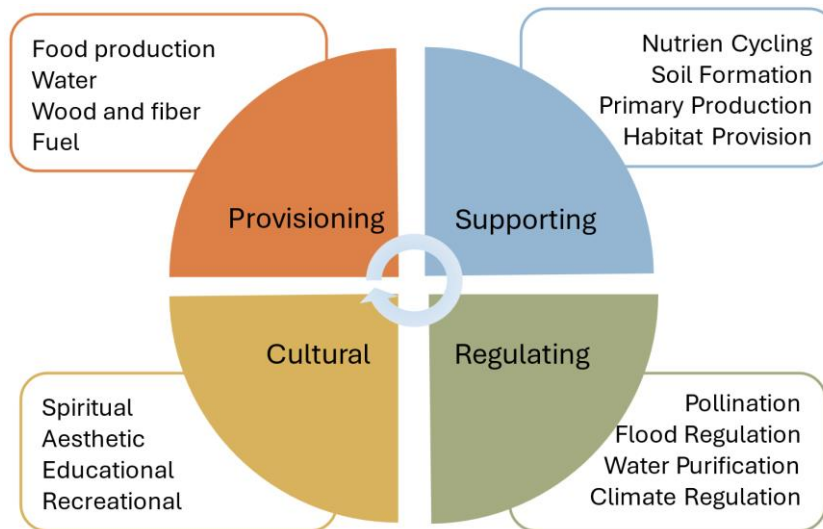 Food production
Water
Wood and fiber
Fuel
Provisioning
Nutrien Cycling
Soil Formation
Primary Production
Habitat Provision
Supporting
Cultural
Spiritual
Aesthetic
Educational
Recreational
Regulating
Pollination
Flood Regulation
Water Purification
Climate Regulation